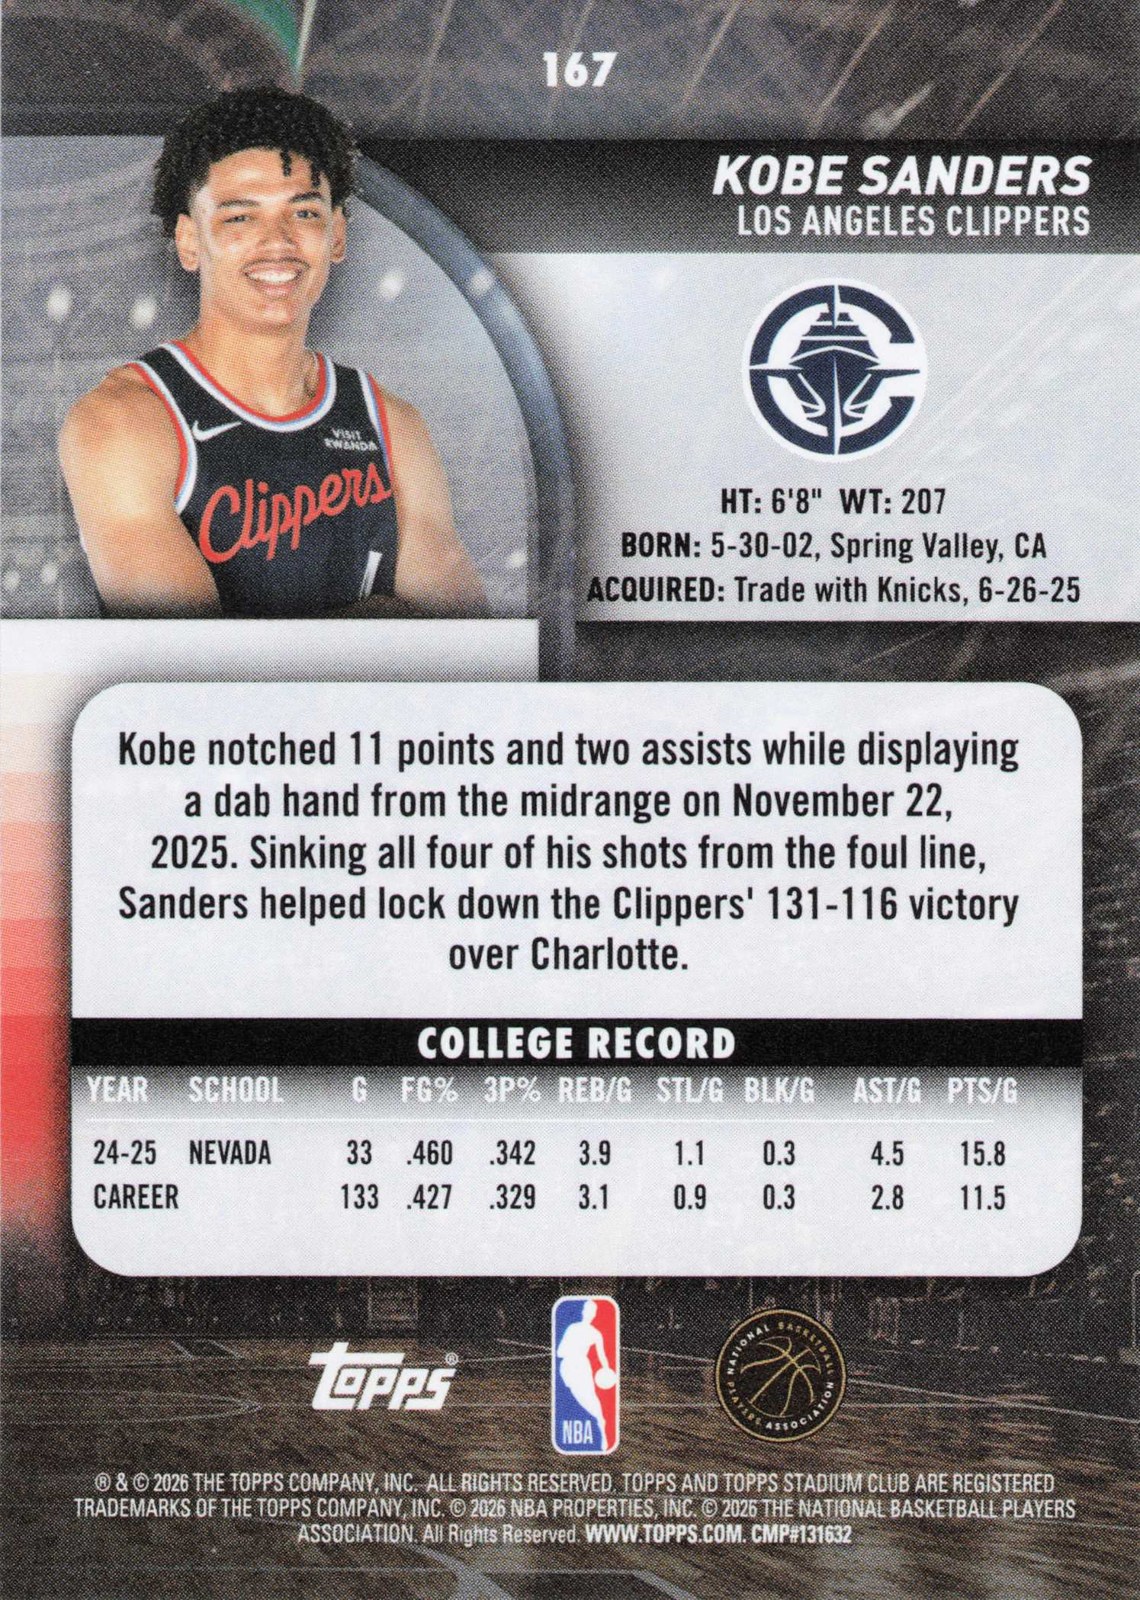 167
KOBE SANDERS
LOS ANGELES CLIPPERS
VISIT
RWANDA
Clippers
HT: 6'8" WT: 207
BORN: 5-30-02, Spring Valley, CA
ACQUIRED: Trade with Knicks, 6-26-25
Kobe notched 11 points and two assists while displaying
a dab hand from the midrange on November 22,
2025. Sinking all four of his shots from the foul line,
Sanders helped lock down the Clippers' 131-116 victory
over Charlotte.
COLLEGE RECORD
YEAR SCHOOL G FG% 3P% REB/G STL/G BLK/G AST/G PTS/G
24-25 NEVADA 33 .460 .342 3.9 1.1 0.3 4.5 15.8
CAREER 133 .427 .329 3.1 0.9 0.3 2.8 11.5
Topps®
NBA
NATIONAL BASKETBALL PLAYERS ASSOCIATION
® & © 2026 THE TOPPS COMPANY, INC. ALL RIGHTS RESERVED. TOPPS AND TOPPS STADIUM CLUB ARE REGISTERED
TRADEMARKS OF THE TOPPS COMPANY, INC. © 2026 NBA PROPERTIES, INC. © 2026 THE NATIONAL BASKETBALL PLAYERS
ASSOCIATION. All Rights Reserved. WWW.TOPPS.COM. CMP#131632